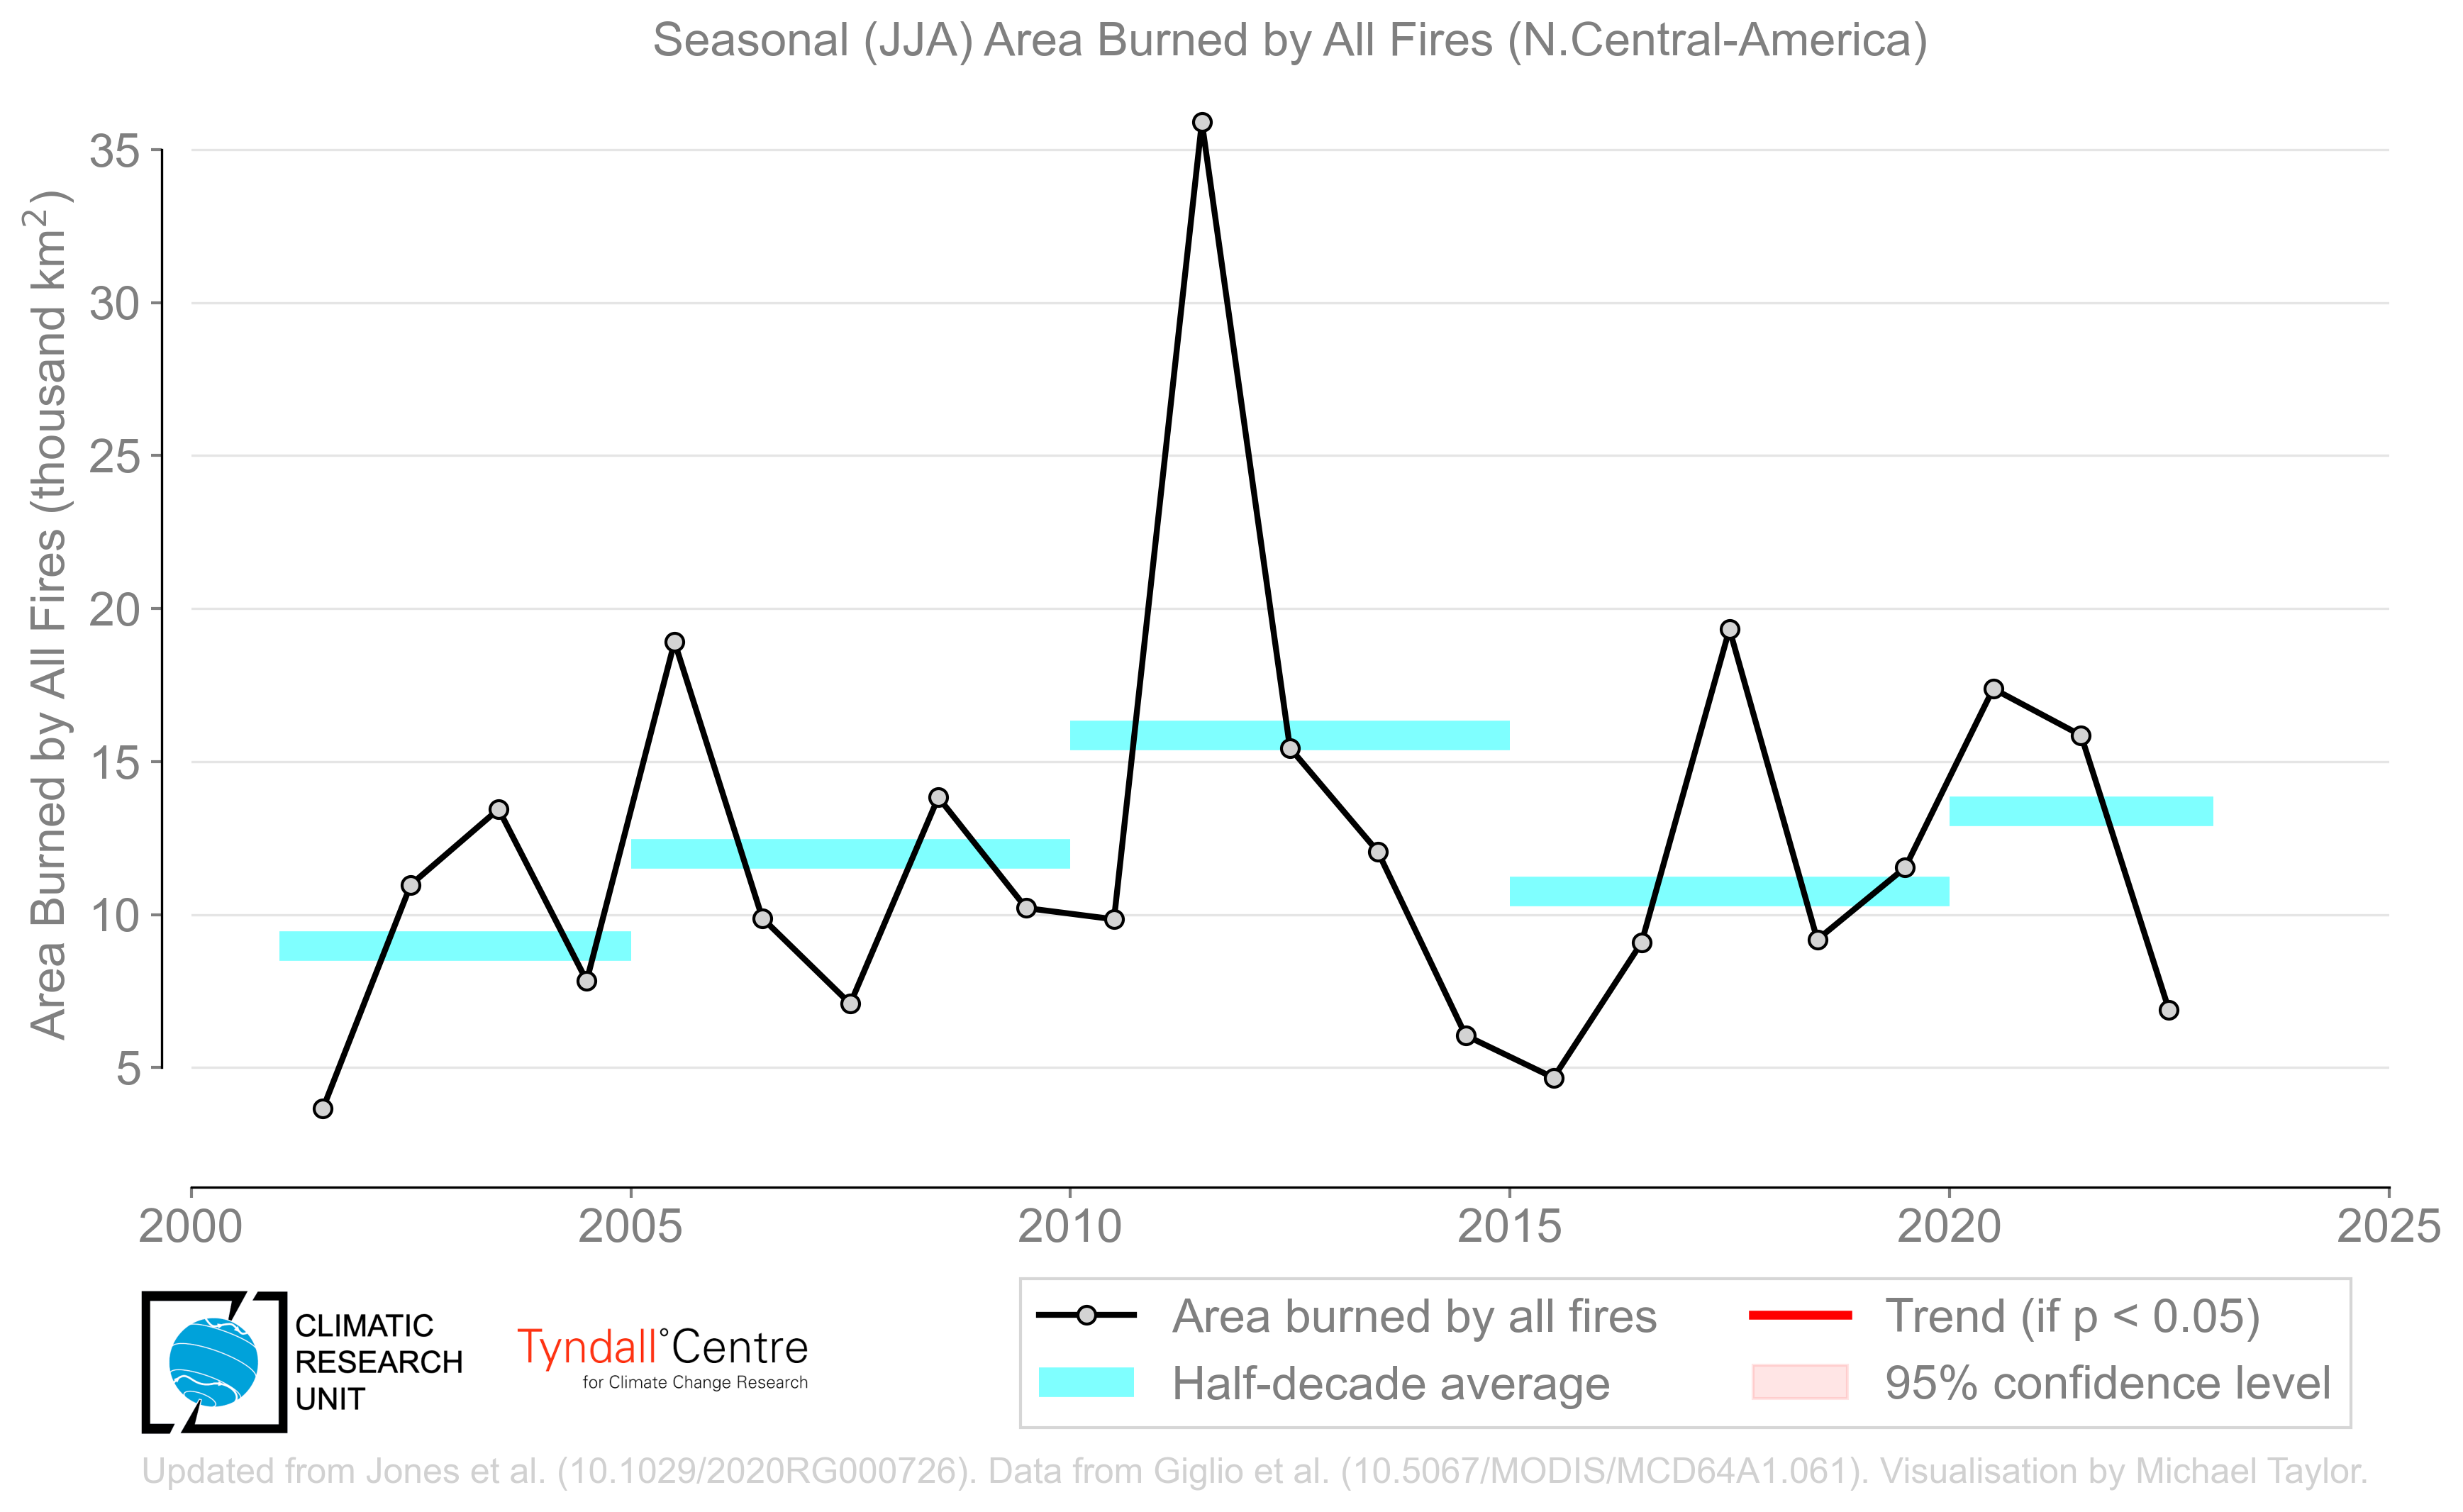 Seasonal (JJA) Area Burned by All Fires (N.Central-America)
Area Burned by All Fires (thousand km²)
35
30
25
20
15
10
5
2000 2005 2010 2015 2020 2025
CLIMATIC
RESEARCH
UNIT
Tyndall°Centre
for Climate Change Research
Area burned by all fires
Half-decade average
Trend (if p < 0.05)
95% confidence level
Updated from Jones et al. (10.1029/2020RG000726). Data from Giglio et al. (10.5067/MODIS/MCD64A1.061). Visualisation by Michael Taylor.